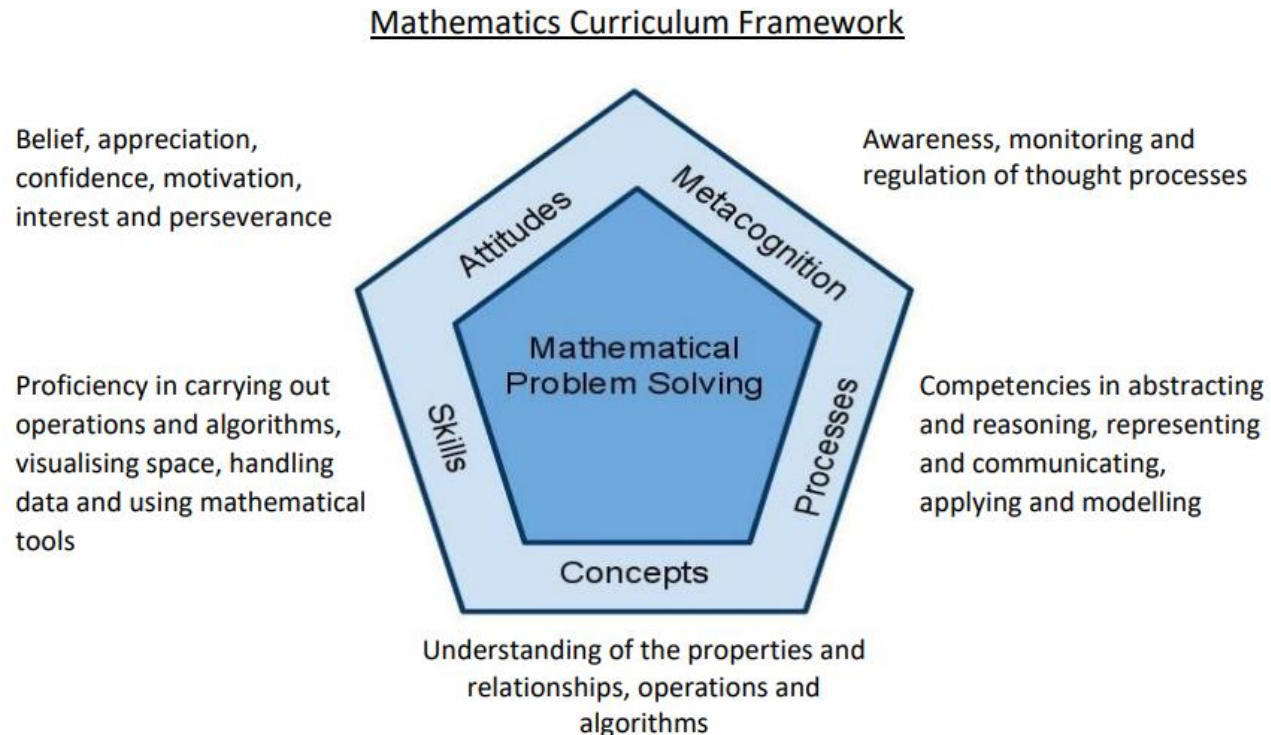 Mathematics Curriculum Framework
Belief, appreciation,
confidence, motivation,
interest and perseverance
Awareness, monitoring and
regulation of thought processes
Attitudes
Metacognition
Mathematical
Problem Solving
Proficiency in carrying out
operations and algorithms,
visualising space, handling
data and using mathematical
tools
Skills
Processes
Competencies in abstracting
and reasoning, representing
and communicating,
applying and modelling
Concepts
Understanding of the properties and
relationships, operations and
algorithms